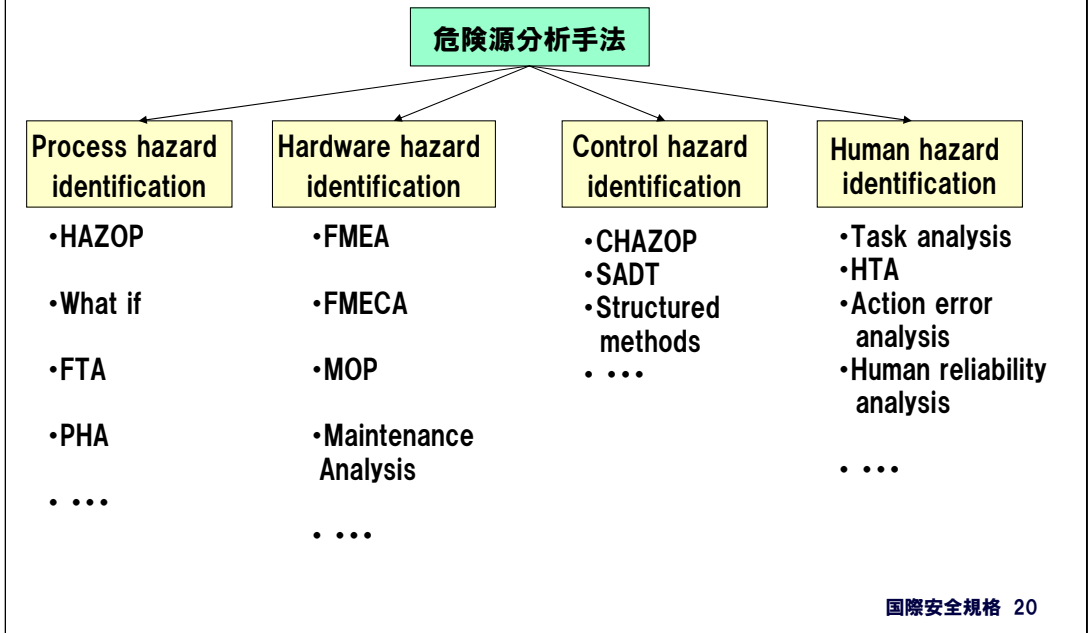 危険源分析手法
Process hazard
identification
・HAZOP
・What if
・FTA
・PHA
・ ・・・
Hardware hazard
identification
・FMEA
・FMECA
・MOP
・Maintenance
Analysis
・ ・・・
Control hazard
identification
・CHAZOP
・SADT
・Structured
methods
・ ・・・
Human hazard
identification
・Task analysis
・HTA
・Action error
analysis
・Human reliability
analysis
・ ・・・
国際安全規格 20